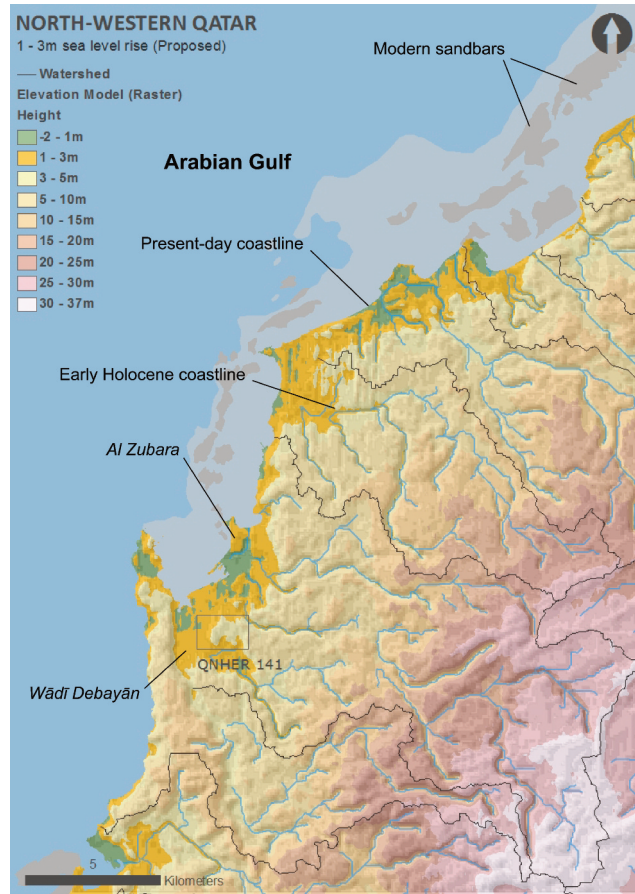 NORTH-WESTERN QATAR
1 - 3m sea level rise (Proposed)
Watershed
Elevation Model (Raster)
Height
-2 - 1m
1 - 3m
3 - 5m
5 - 10m
10 - 15m
15 - 20m
20 - 25m
25 - 30m
30 - 37m
Modern sandbars
Arabian Gulf
Present-day coastline
Early Holocene coastline
Al Zubara
QNHER 141
Wādī Debayān
5
Kilometers